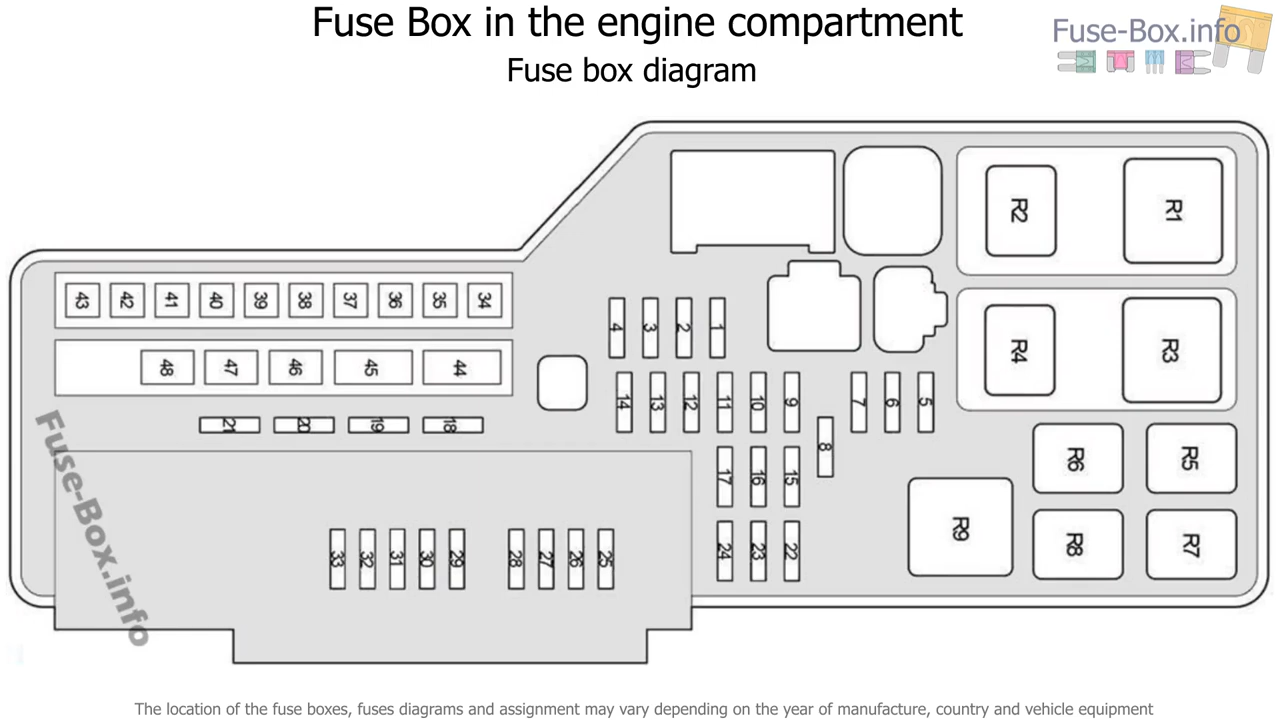 Fuse Box in the engine compartment
Fuse box diagram
Fuse-Box.info
R2 R1
43 42 41 40 39 38 37 36 35 34
4 3 2 1
R4 R3
48 47 46 45 44
14 13 12 11 10 9 7 6 5
21 20 19 18
8
R6 R5
17 16 15
R9
R8 R7
24 23 22
33 32 31 30 29 28 27 26 25
Fuse-Box.info
The location of the fuse boxes, fuses diagrams and assignment may vary depending on the year of manufacture, country and vehicle equipment